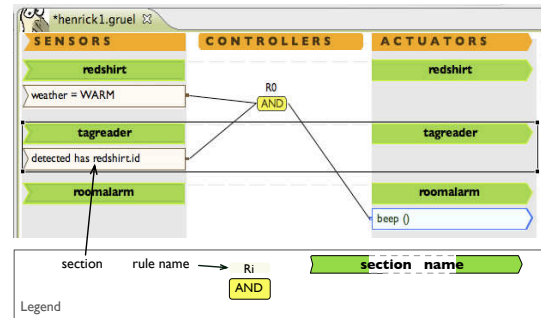 *henrick1.gruel
SENSORS CONTROLLERS ACTUATORS
redshirt redshirt
R0
weather = WARM
AND
tagreader tagreader
detected has redshirt.id
roomalarm roomalarm
beep ()
section rule name Ri section name
AND
Legend